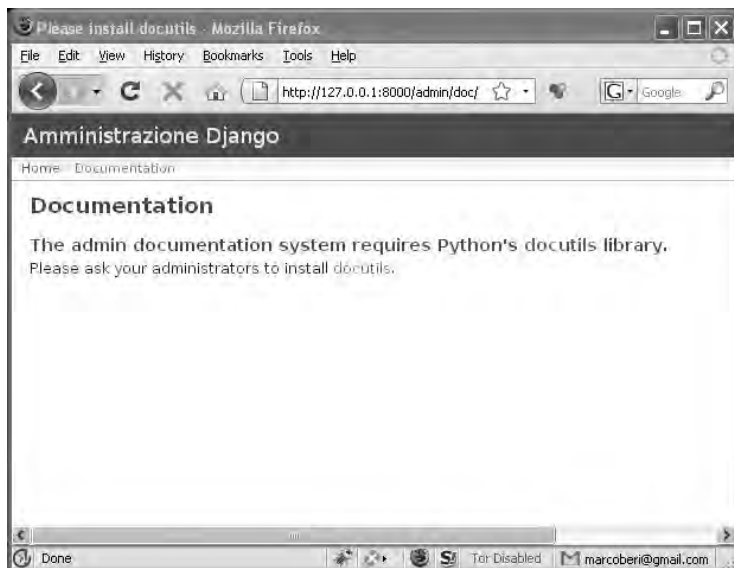 Please install docutils - Mozilla Firefox
File Edit View History Bookmarks Tools Help
http://127.0.0.1:8000/admin/doc/ G Google
Amministrazione Django
Home Documentation
Documentation
The admin documentation system requires Python's docutils library.
Please ask your administrators to install docutils.
Done S Tor Disabled marcoberi@gmail.com